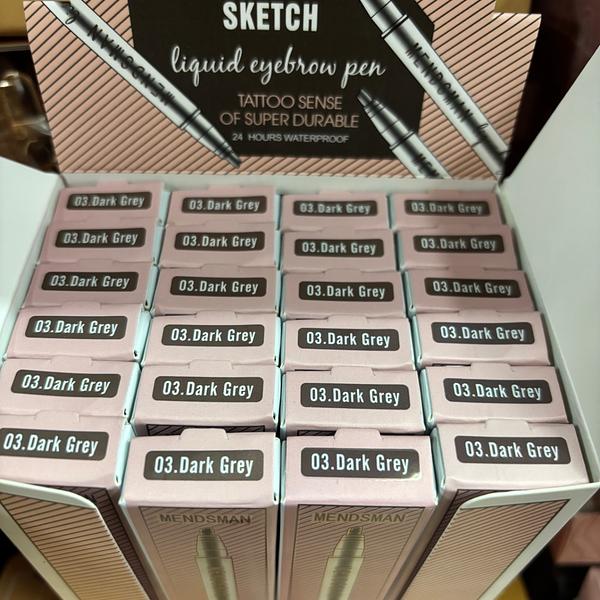 SKETCH
liquid eyebrow pen
TATTOO SENSE
OF SUPER DURABLE
24 HOURS WATERPROOF
MENDSMAN
MENDSMAN
03.Dark Grey 03.Dark Grey 03.Dark Grey 03.Dark Grey
03.Dark Grey 03.Dark Grey 03.Dark Grey 03.Dark Grey
03.Dark Grey 03.Dark Grey 03.Dark Grey 03.Dark Grey
03.Dark Grey 03.Dark Grey 03.Dark Grey 03.Dark Grey
03.Dark Grey 03.Dark Grey 03.Dark Grey 03.Dark Grey
03.Dark Grey 03.Dark Grey 03.Dark Grey 03.Dark Grey
MENDSMAN MENDSMAN